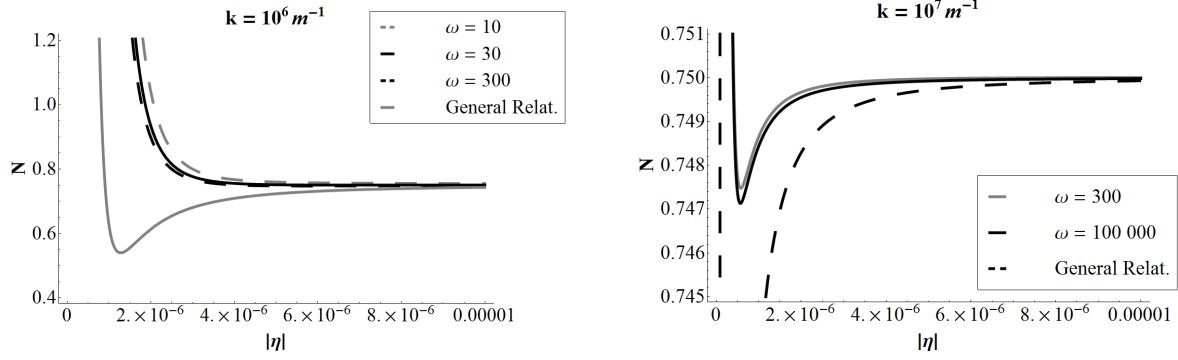 k = 10⁶ m⁻¹
1.2
1.0
0.8
0.6
0.4
N
ω = 10
ω = 30
ω = 300
General Relat.
0
2.×10⁻⁶
4.×10⁻⁶
6.×10⁻⁶
8.×10⁻⁶
0.00001
|η|
k = 10⁷ m⁻¹
0.751
0.750
0.749
0.748
0.747
0.746
0.745
N
ω = 300
ω = 100 000
General Relat.
0
2.×10⁻⁶
4.×10⁻⁶
6.×10⁻⁶
8.×10⁻⁶
0.00001
|η|